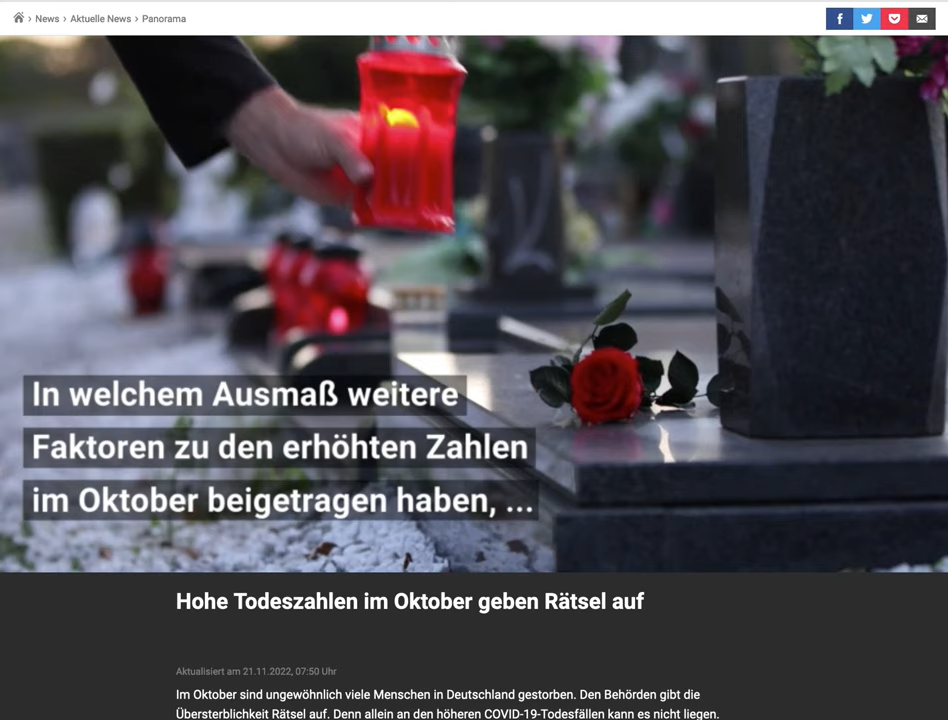 News › Aktuelle News › Panorama
In welchem Ausmaß weitere
Faktoren zu den erhöhten Zahlen
im Oktober beigetragen haben, ...
Hohe Todeszahlen im Oktober geben Rätsel auf
Aktualisiert am 21.11.2022, 07:50 Uhr
Im Oktober sind ungewöhnlich viele Menschen in Deutschland gestorben. Den Behörden gibt die
Übersterblichkeit Rätsel auf. Denn allein an den höheren COVID-19-Todesfällen kann es nicht liegen.